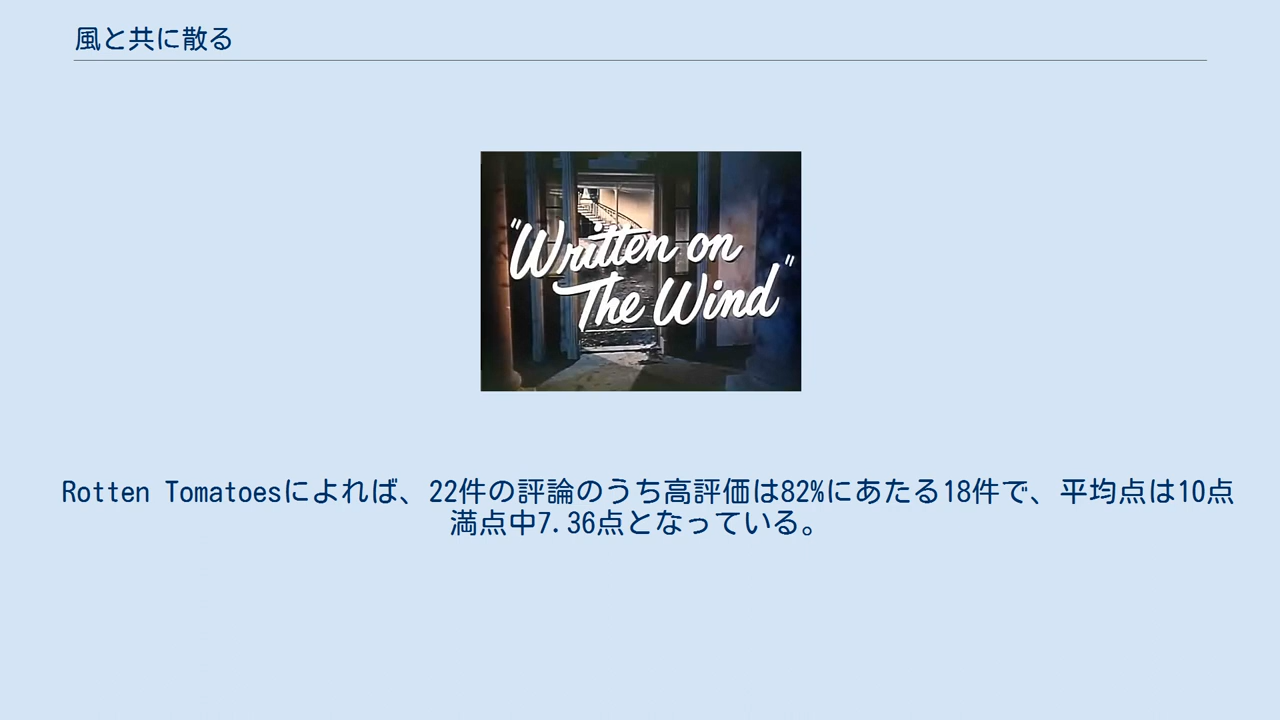 風と共に散る
"Written on
The Wind"
Rotten Tomatoesによれば、22件の評論のうち高評価は82%にあたる18件で、平均点は10点
満点中7.36点となっている。